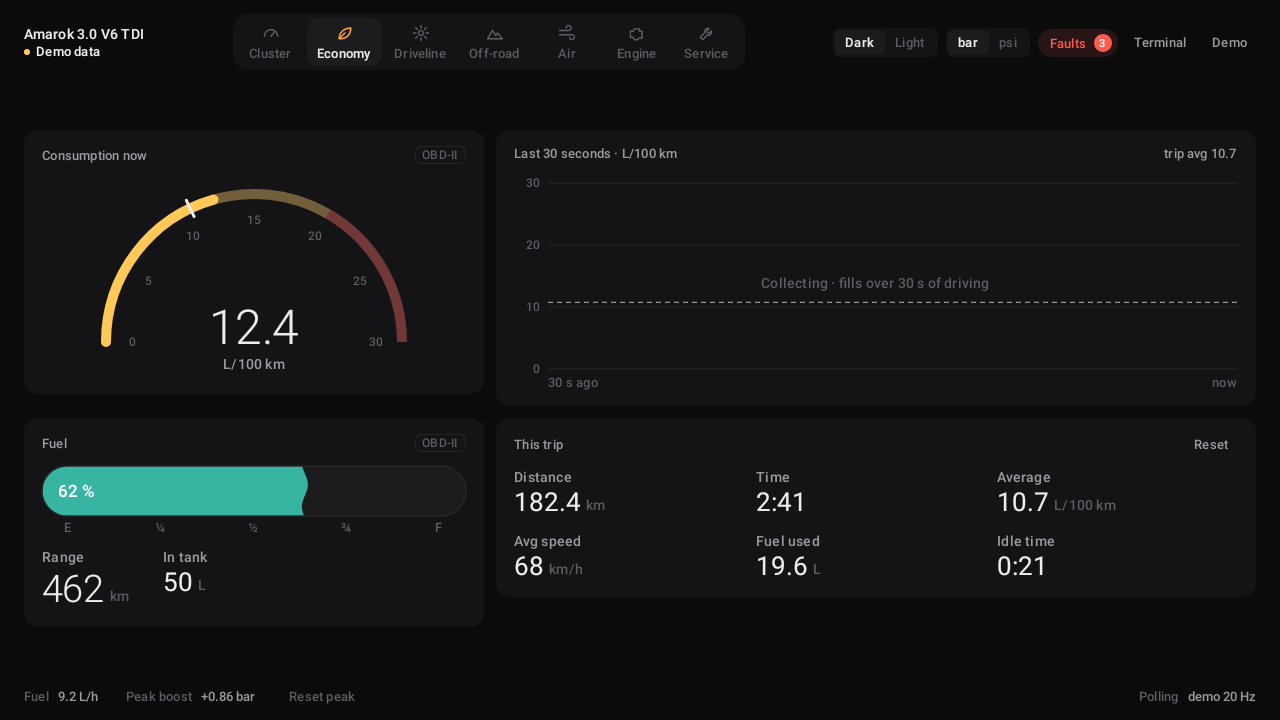 Amarok 3.0 V6 TDI
Demo data
Cluster
Economy
Driveline
Off-road
Air
Engine
Service
Dark
Light
bar
psi
Faults 3
Terminal
Demo
Consumption now
OBD-II
0
5
10
15
20
25
30
12.4
L/100 km
Last 30 seconds · L/100 km
trip avg 10.7
30
20
10
0
Collecting · fills over 30 s of driving
30 s ago
now
Fuel
OBD-II
62 %
E
¼
½
¾
F
Range
462 km
In tank
50 L
This trip
Reset
Distance
182.4 km
Time
2:41
Average
10.7 L/100 km
Avg speed
68 km/h
Fuel used
19.6 L
Idle time
0:21
Fuel 9.2 L/h
Peak boost +0.86 bar
Reset peak
Polling demo 20 Hz